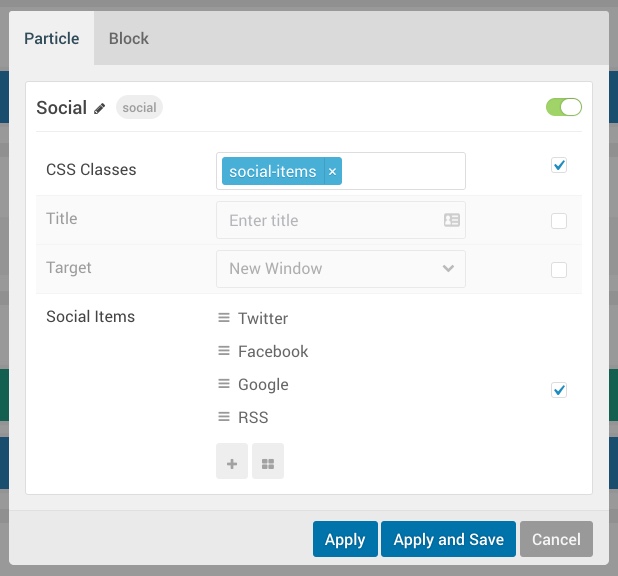 Particle Block
Social social
CSS Classes social-items ×
Title Enter title
Target New Window
Social Items Twitter
Facebook
Google
RSS
Apply Apply and Save Cancel